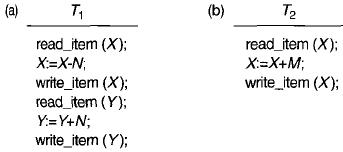 (a) T1
read_item (X);
X:=X-N;
write_item (X);
read_item (Y);
Y:=Y+N;
write_item (Y);
(b) T2
read_item (X);
X:=X+M;
write_item (X);